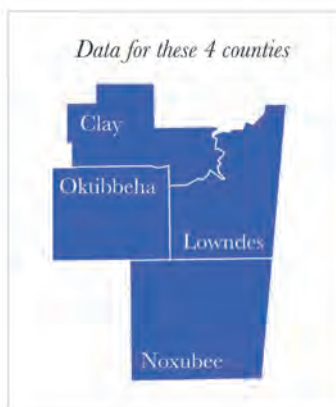 Data for these 4 counties
Clay
Oktibbeha
Lowndes
Noxubee